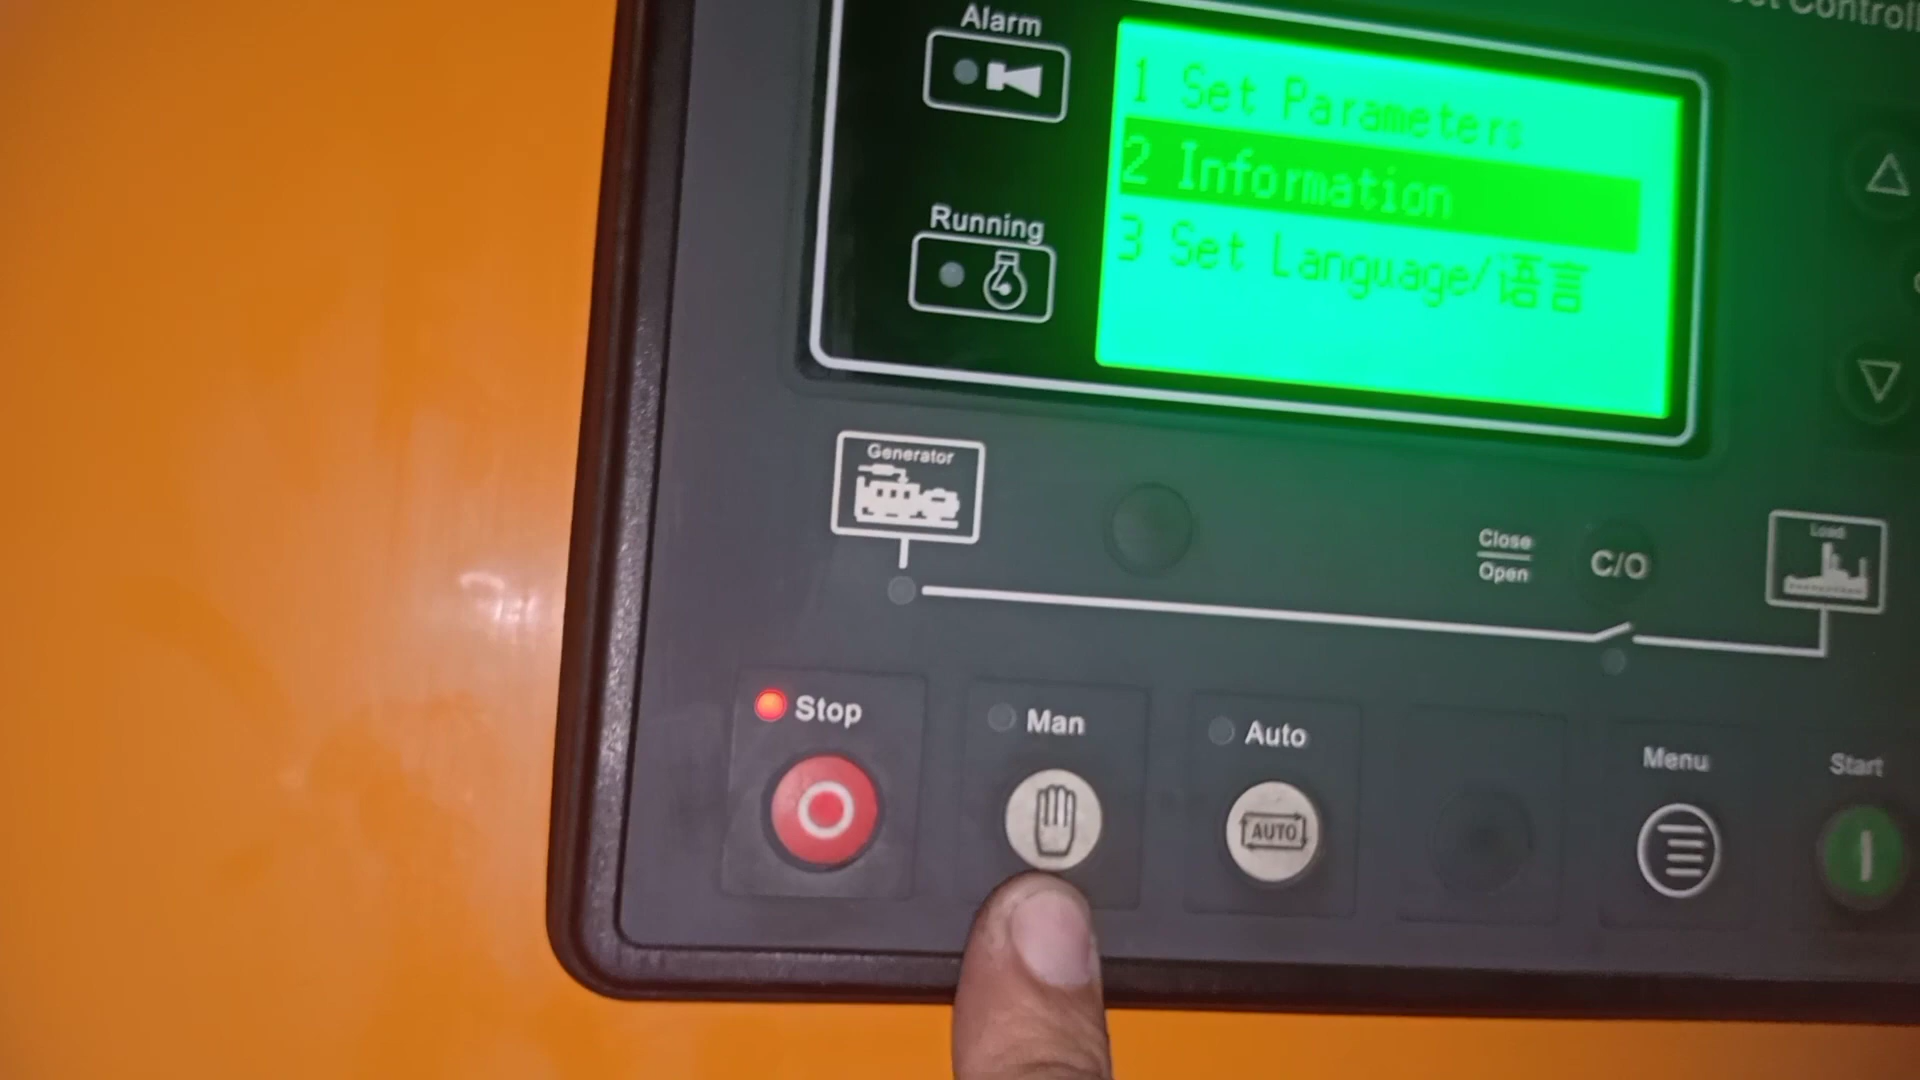 Alarm
1 Set Parameters
2 Information
Running
3 Set Language/语言
Generator
Close
Open
C/O
Load
Stop
Man
Auto
AUTO
Menu
Start